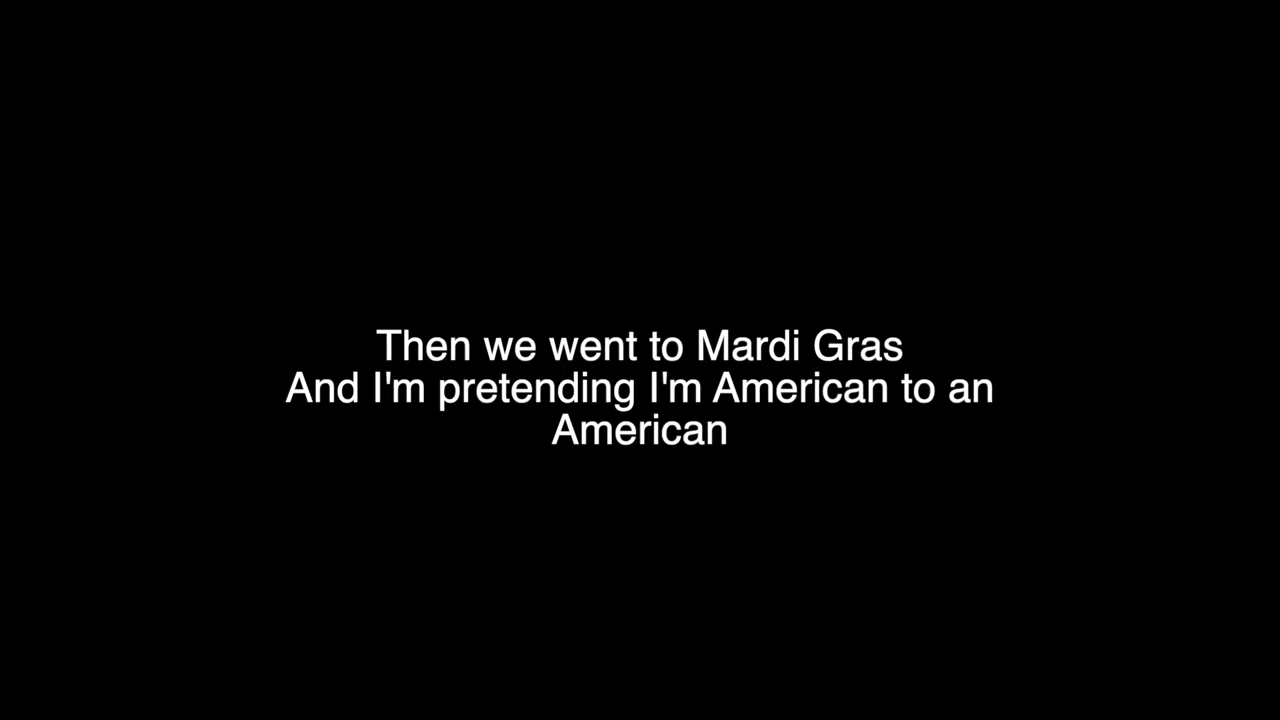 Then we went to Mardi Gras
And I'm pretending I'm American to an
American